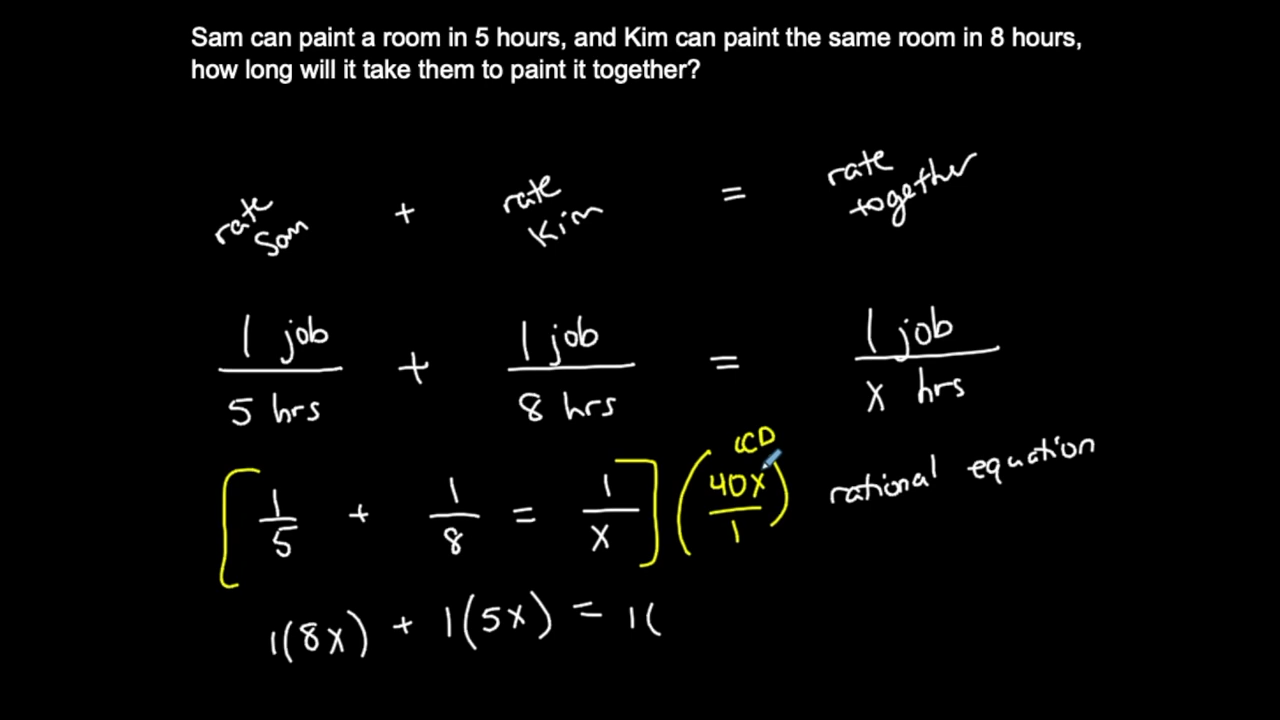 Sam can paint a room in 5 hours, and Kim can paint the same room in 8 hours,
how long will it take them to paint it together?
rate Sam + rate Kim = rate together
1 job / 5 hrs + 1 job / 8 hrs = 1 job / x hrs
LCD
[ 1/5 + 1/8 = 1/x ] ( 40x/1 ) rational equation
1(8x) + 1(5x) = 1(